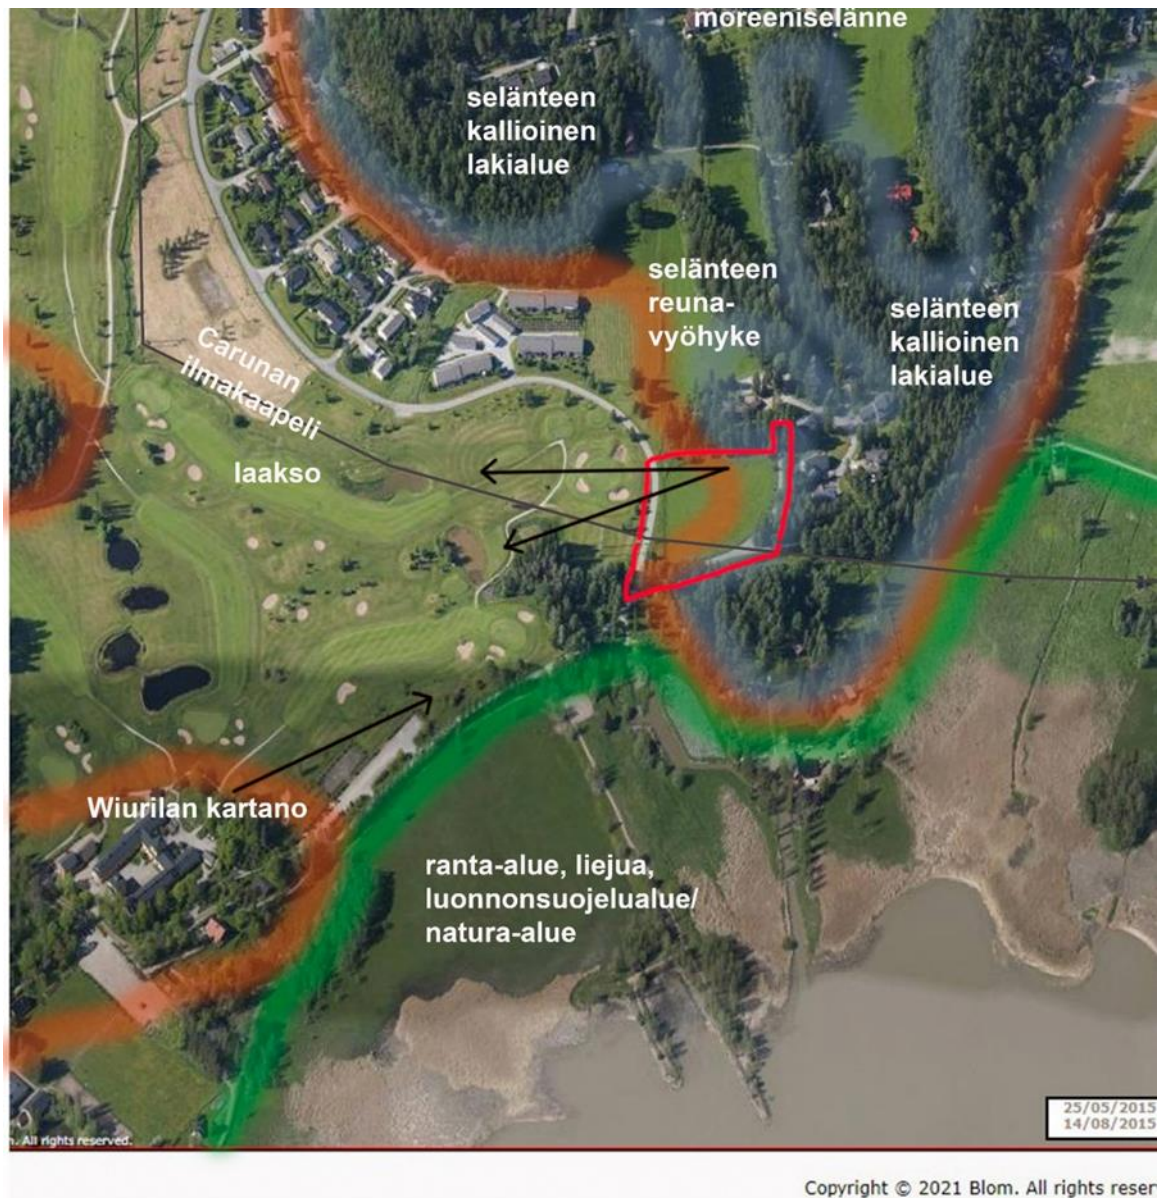 moreeniselänne
selänteen
kallioinen
lakialue
selänteen
reuna-
vyöhyke
selänteen
kallioinen
lakialue
Carunan
ilmakaapeli
laakso
Wiurilan kartano
ranta-alue, liejua,
luonnonsuojelualue/
natura-alue
25/05/2015
14/08/2015
. All rights reserved.
Copyright © 2021 Blom. All rights reser